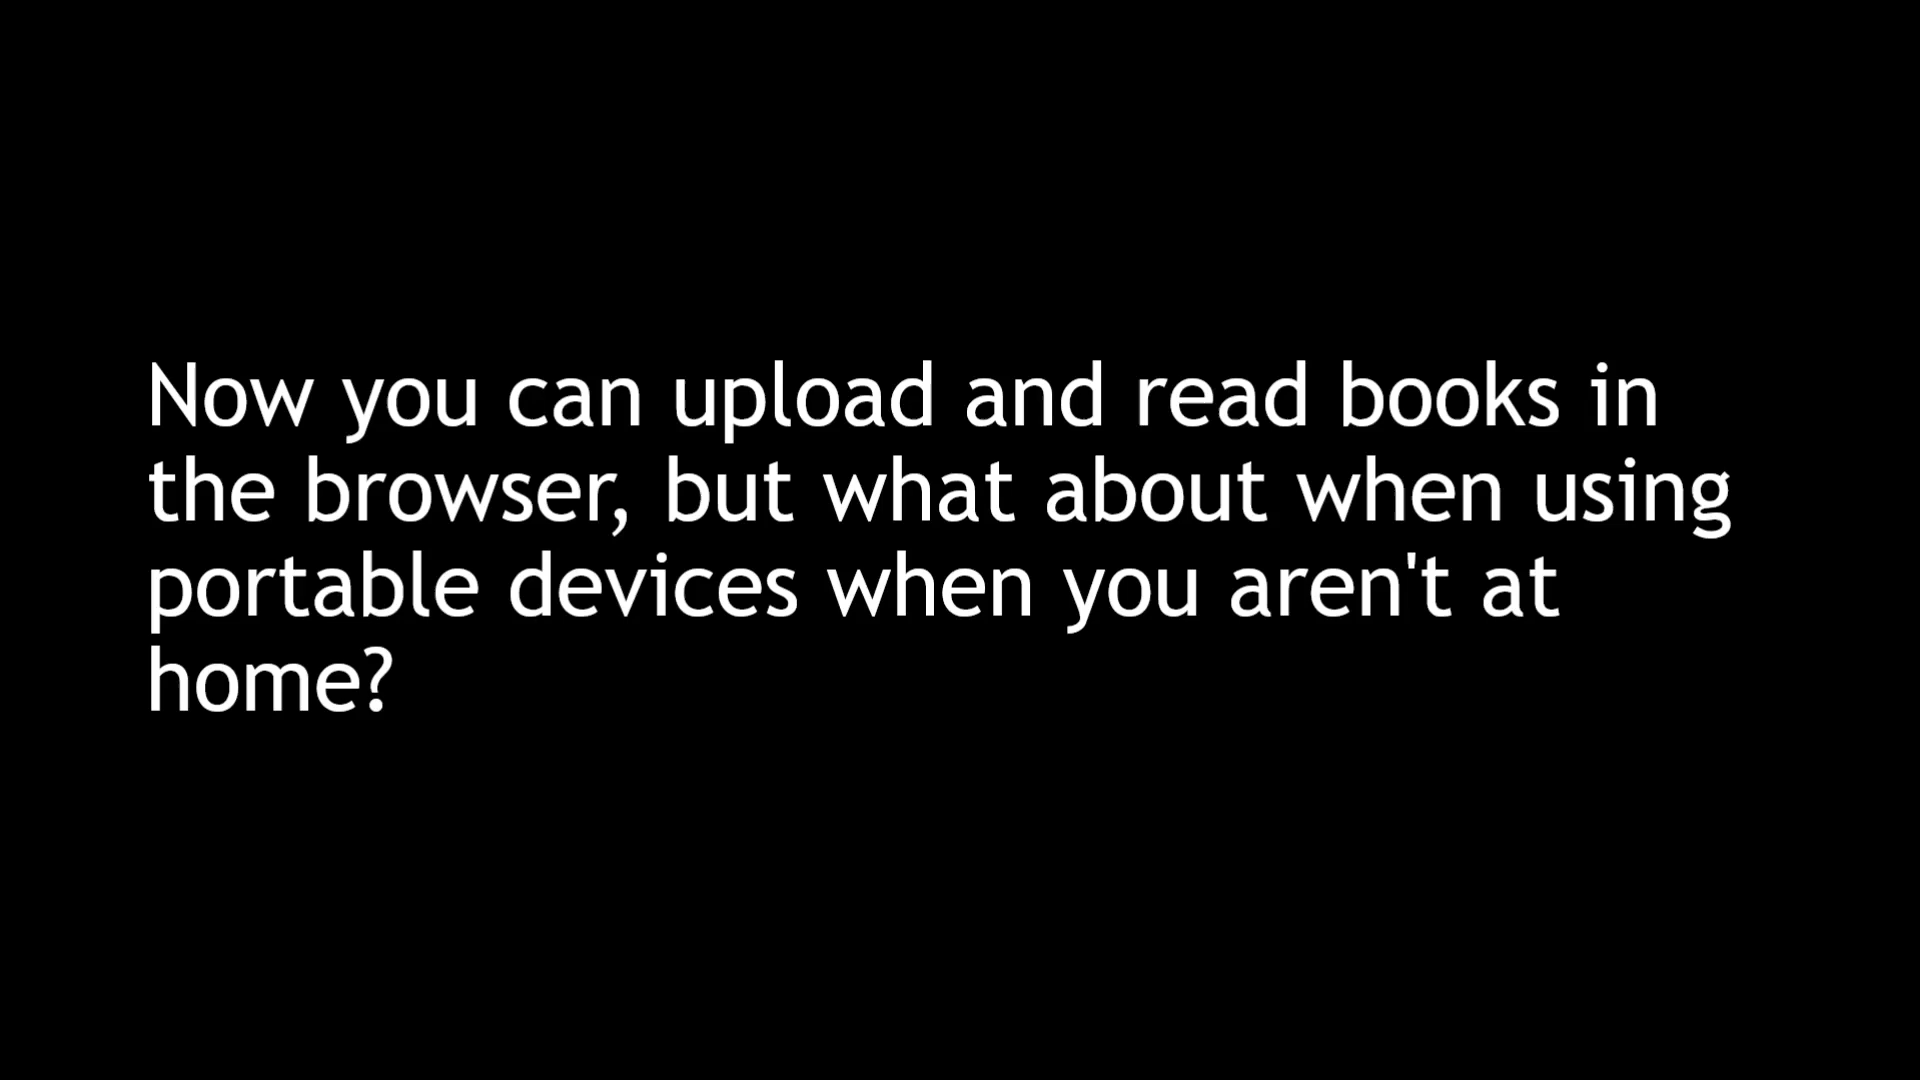 Now you can upload and read books in
the browser, but what about when using
portable devices when you aren't at
home?